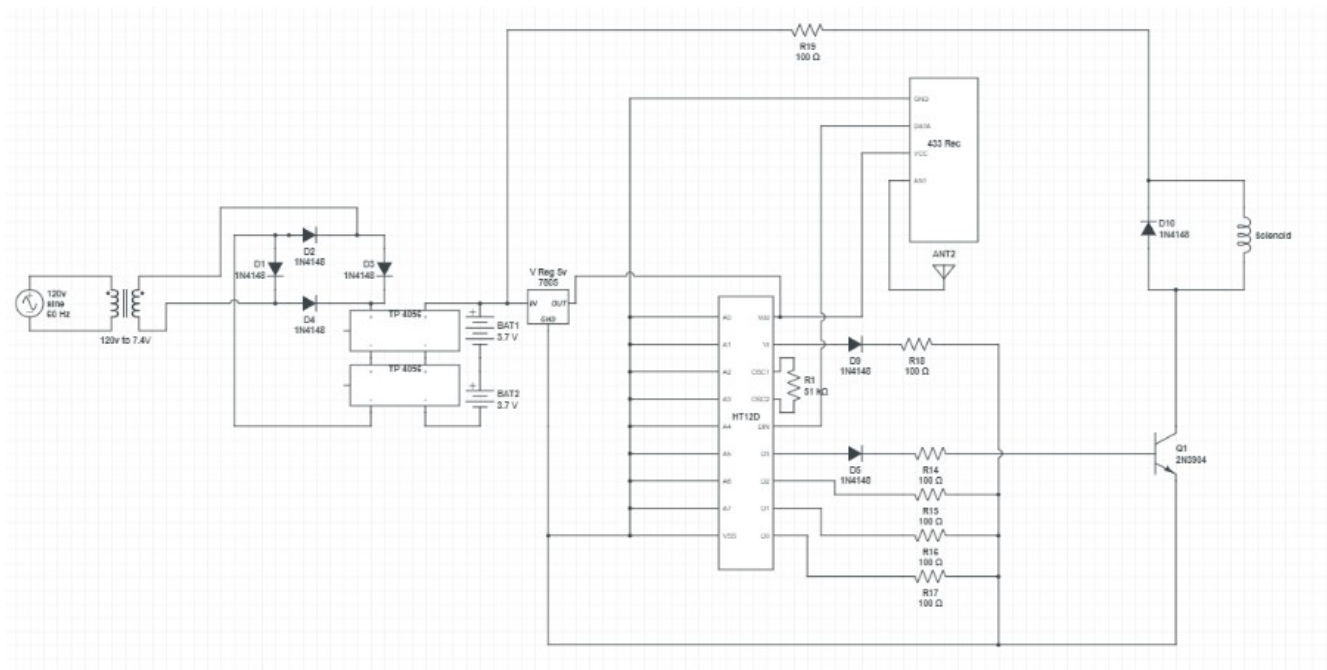 R19
100 Ω
GND
DATA
433 Rec
VCC
ANT
ANT2
D10
1N4148
Solenoid
120v
sine
60 Hz
120v to 7.4V
D2
1N4148
D1
1N4148
D3
1N4148
D4
1N4148
TP 4056
TP 4056
+
BAT1
3.7 V
+
BAT2
3.7 V
V Reg 5v
7805
IN
OUT
GND
A0
A1
A2
A3
A4
A5
A6
A7
VSS
HT12D
Vdd
Vt
OSC1
OSC2
DIN
D3
D2
D1
D0
R1
51 kΩ
D9
1N4148
R18
100 Ω
D5
1N4148
R14
100 Ω
R15
100 Ω
R16
100 Ω
R17
100 Ω
Q1
2N3904